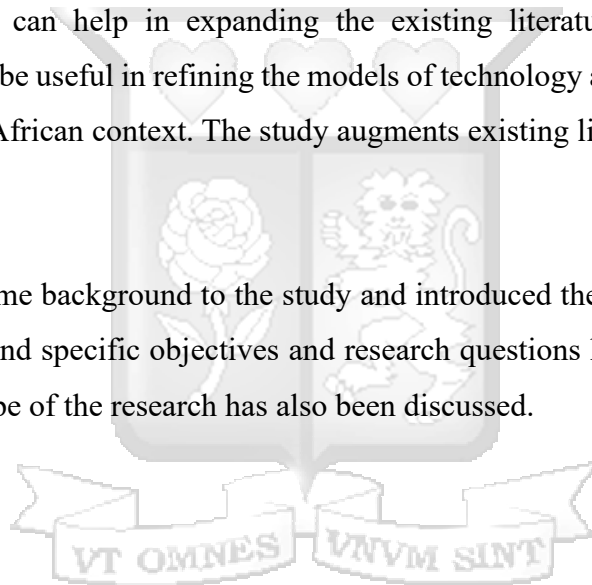 can help in expanding the existing literatu
be useful in refining the models of technology a
African context. The study augments existing li
me background to the study and introduced the
nd specific objectives and research questions
pe of the research has also been discussed.
VT OMNES VNVM SINT